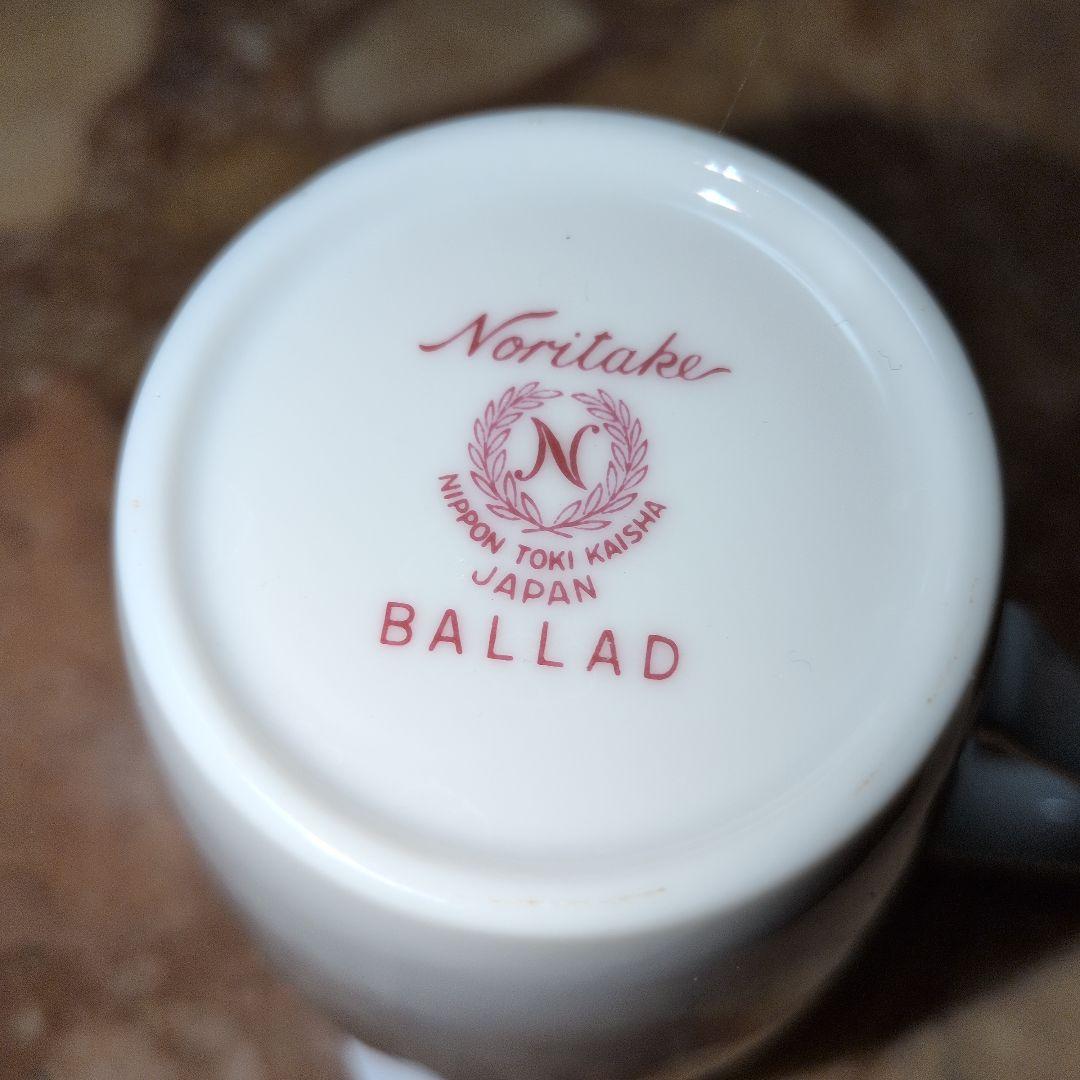 Noritake
N
NIPPON TOKI KAISHA
JAPAN
BALLAD